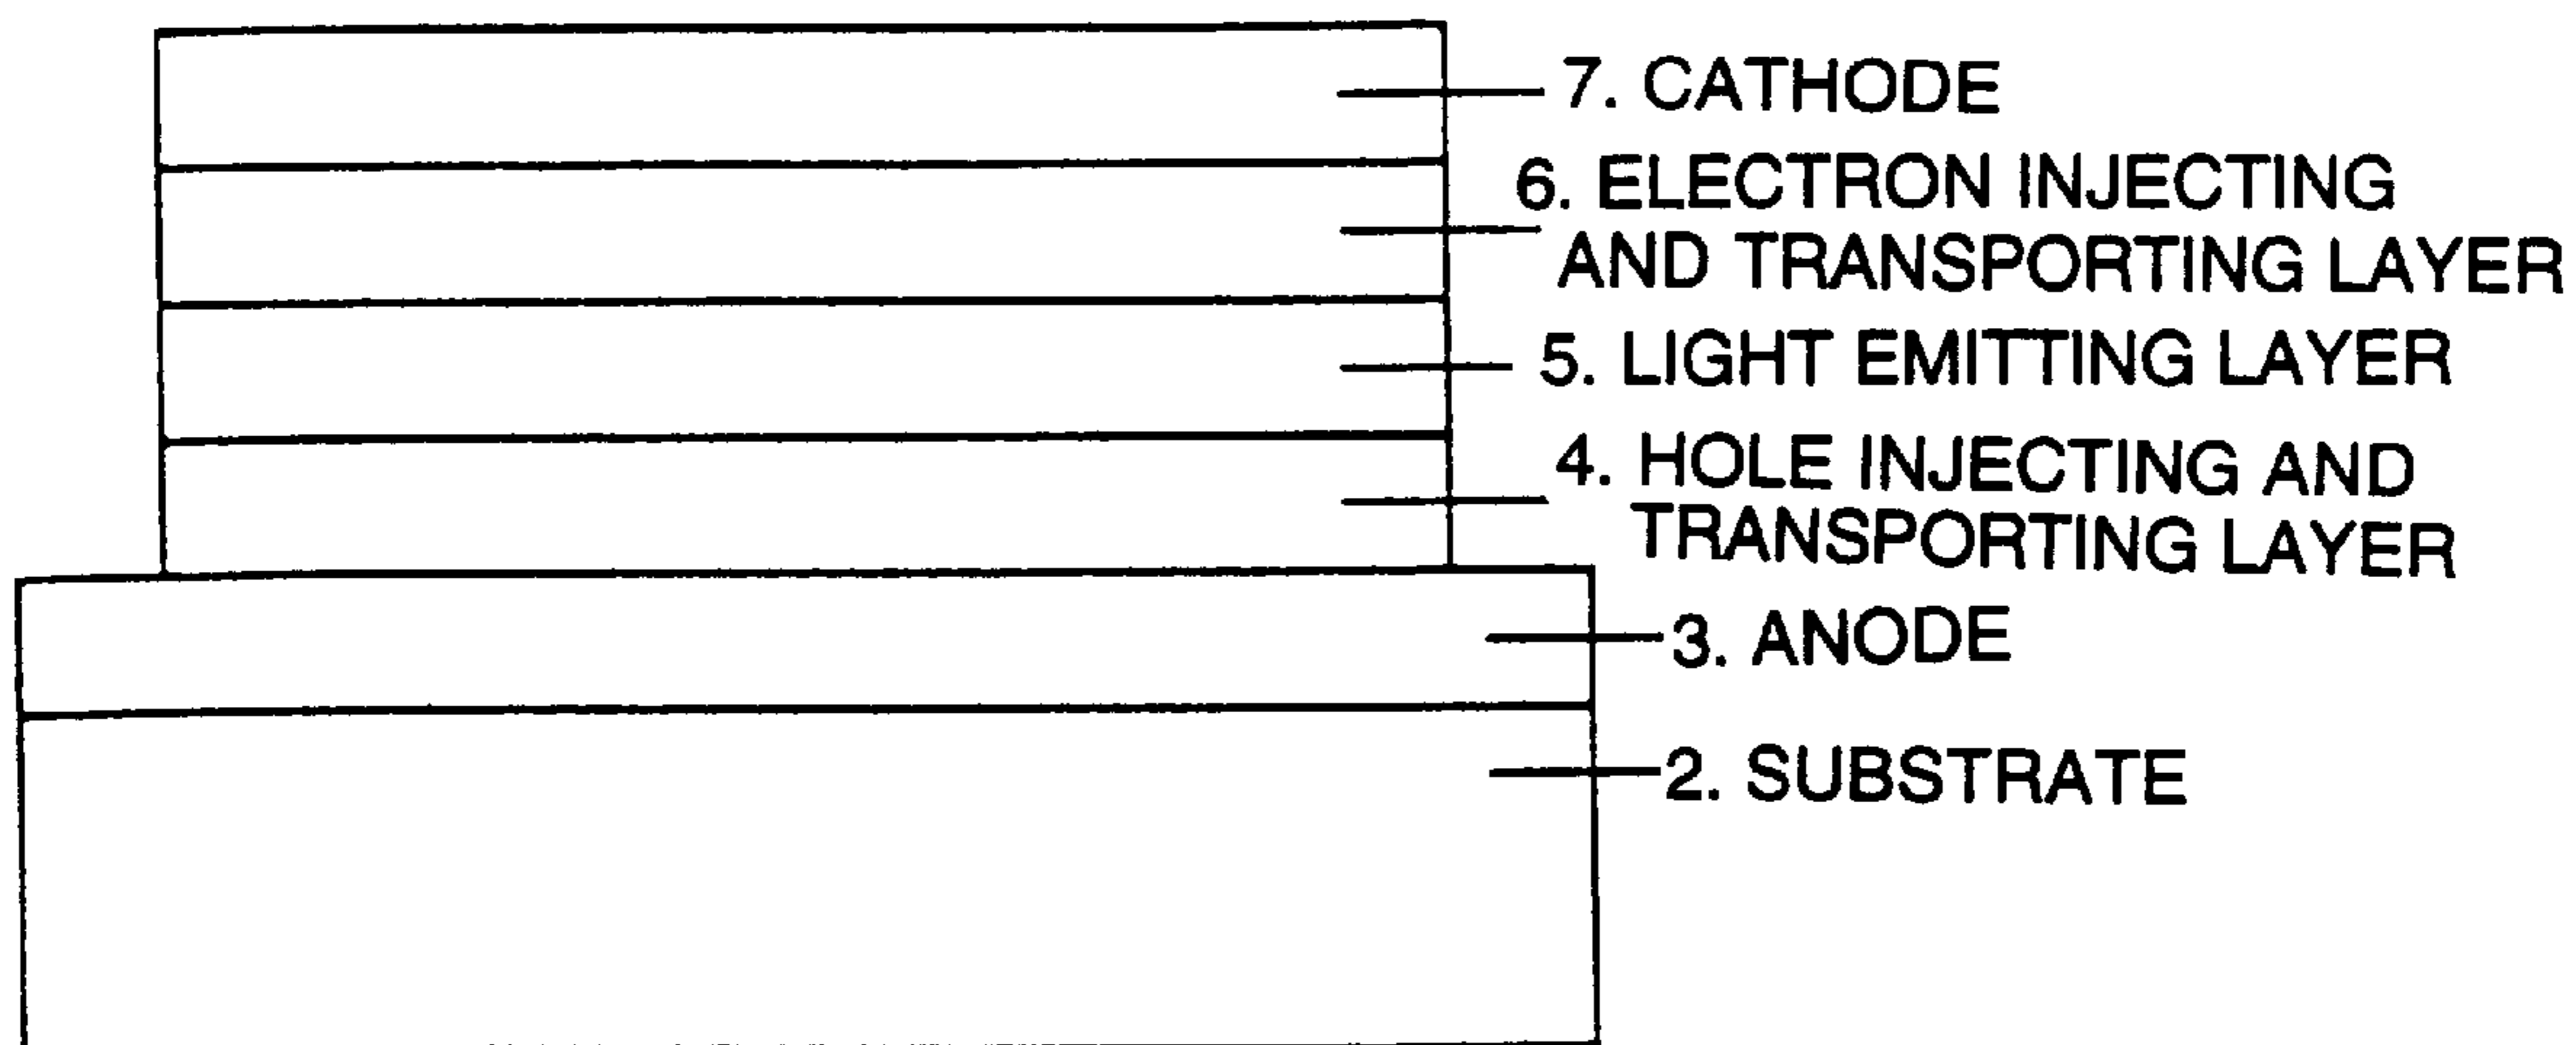 7. CATHODE
6. ELECTRON INJECTING
AND TRANSPORTING LAYER
5. LIGHT EMITTING LAYER
4. HOLE INJECTING AND
TRANSPORTING LAYER
3. ANODE
2. SUBSTRATE